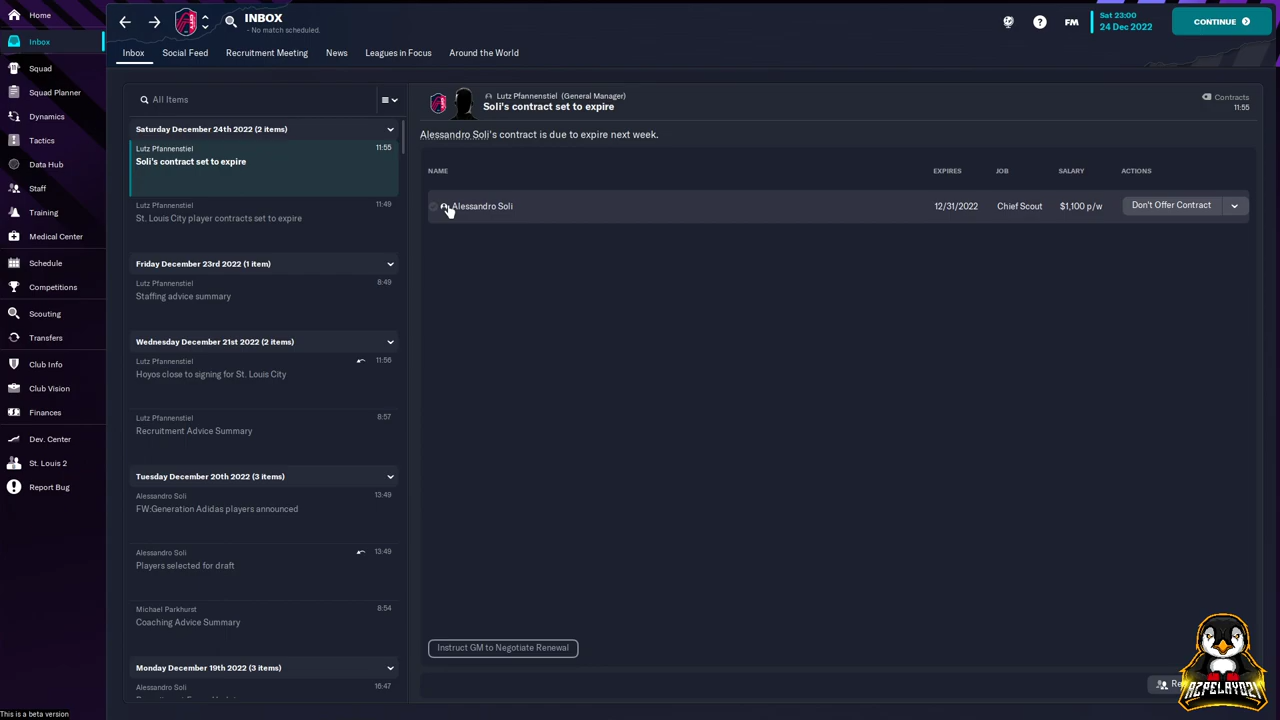 Home
Inbox
Squad
Squad Planner
Dynamics
Tactics
Data Hub
Staff
Training
Medical Center
Schedule
Competitions
Scouting
Transfers
Club Info
Club Vision
Finances
Dev. Center
St. Louis 2
Report Bug
This is a beta version
INBOX
- No match scheduled.
FM
Sat 23:00
24 Dec 2022
CONTINUE
Inbox
Social Feed
Recruitment Meeting
News
Leagues in Focus
Around the World
All Items
Saturday December 24th 2022 (2 items)
Lutz Pfannenstiel 11:55
Soli's contract set to expire
Lutz Pfannenstiel 11:49
St. Louis City player contracts set to expire
Friday December 23rd 2022 (1 item)
Lutz Pfannenstiel 8:49
Staffing advice summary
Wednesday December 21st 2022 (2 items)
Lutz Pfannenstiel 11:56
Hoyos close to signing for St. Louis City
Lutz Pfannenstiel 8:57
Recruitment Advice Summary
Tuesday December 20th 2022 (3 items)
Alessandro Soli 13:49
FW:Generation Adidas players announced
Alessandro Soli 13:49
Players selected for draft
Michael Parkhurst 8:54
Coaching Advice Summary
Monday December 19th 2022 (3 items)
Alessandro Soli 16:47
Lutz Pfannenstiel (General Manager)
Soli's contract set to expire
Contracts
11:55
Alessandro Soli's contract is due to expire next week.
NAME EXPIRES JOB SALARY ACTIONS
Alessandro Soli 12/31/2022 Chief Scout $1,100 p/w Don't Offer Contract
Instruct GM to Negotiate Renewal
ACPELAYO21